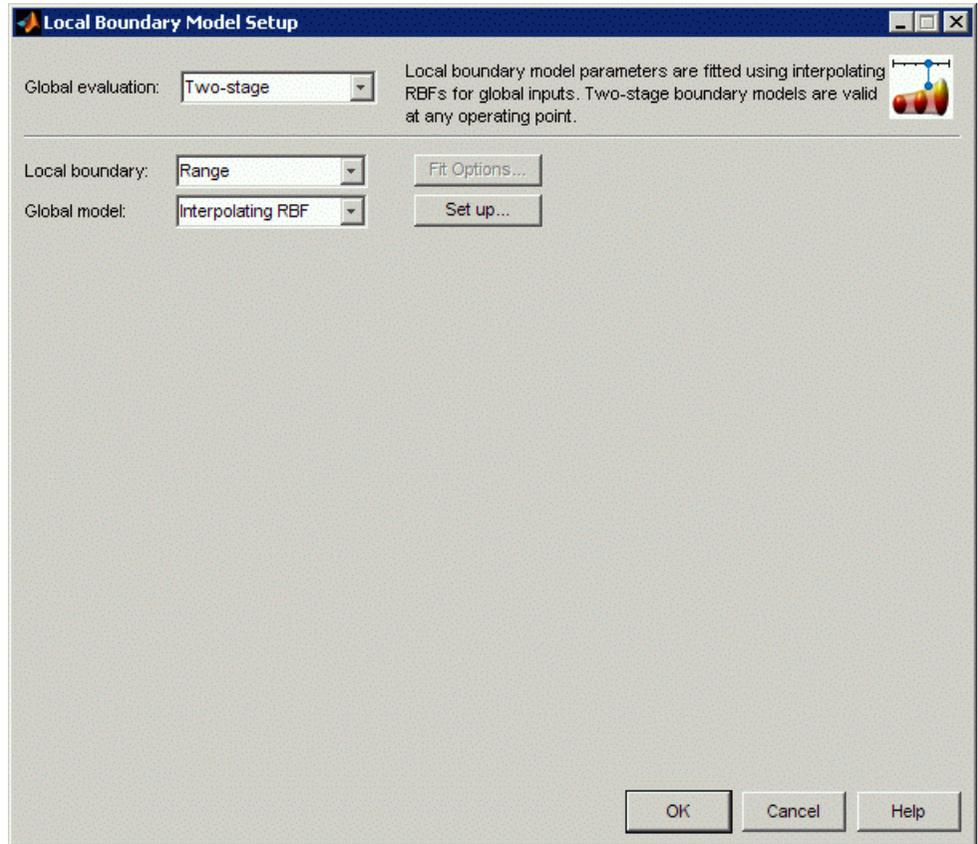 Local Boundary Model Setup
Global evaluation:
Two-stage
Local boundary model parameters are fitted using interpolating
RBFs for global inputs. Two-stage boundary models are valid
at any operating point.
Local boundary:
Range
Fit Options...
Global model:
Interpolating RBF
Set up...
OK
Cancel
Help